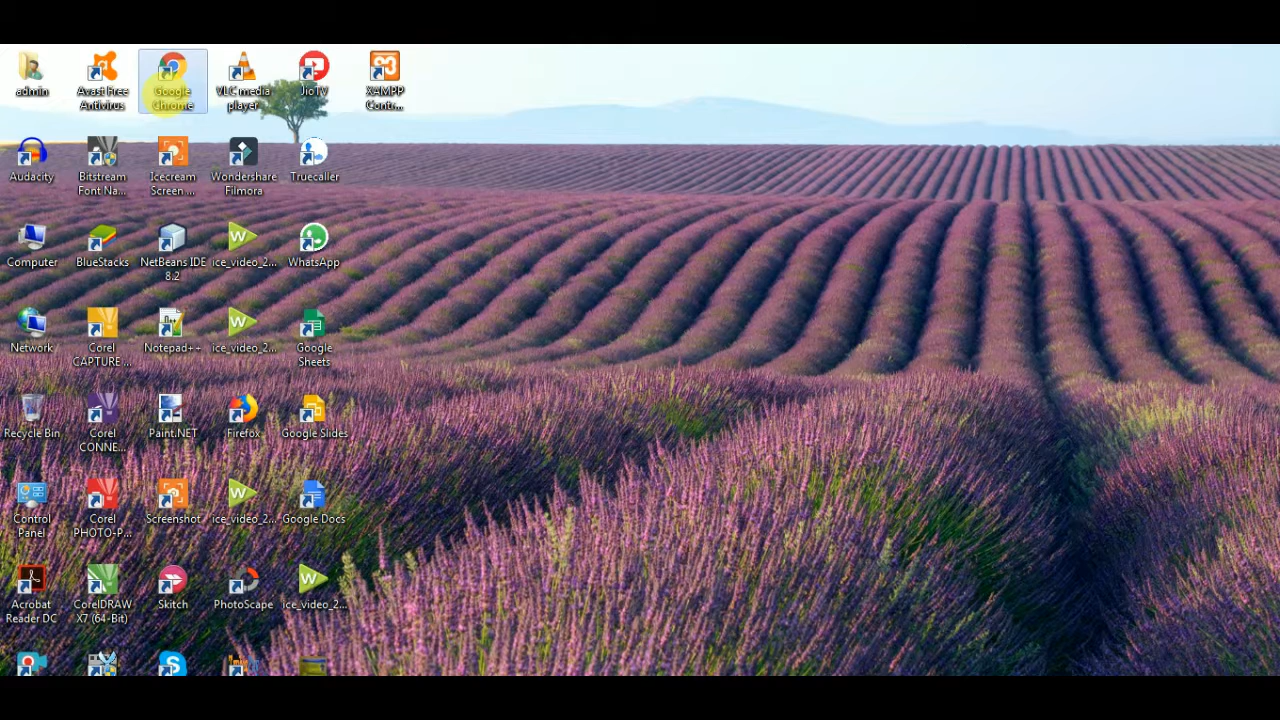 admin
Avast Free
Antivirus
Google
Chrome
VLC media
player
JioTV
XAMPP
Contr...
Audacity
Bitstream
Font Na...
Icecream
Screen ...
Wondershare
Filmora
Truecaller
Computer
BlueStacks
NetBeans IDE
8.2
ice_video_2...
WhatsApp
Network
Corel
CAPTURE ...
Notepad++
ice_video_2...
Google
Sheets
Recycle Bin
Corel
CONNE...
Paint.NET
Firefox
Google Slides
Control
Panel
Corel
PHOTO-P...
Screenshot
ice_video_2...
Google Docs
Acrobat
Reader DC
CorelDRAW
X7 (64-Bit)
Skitch
PhotoScape
ice_video_2...